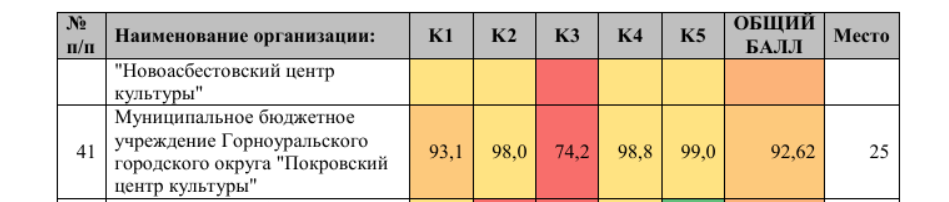 № п/п Наименование организации: К1 К2 К3 К4 К5 ОБЩИЙ БАЛЛ Место
"Новоасбестовский центр
культуры"
Муниципальное бюджетное
учреждение Горноуральского
41 городского округа "Покровский 93,1 98,0 74,2 98,8 99,0 92,62 25
центр культуры"